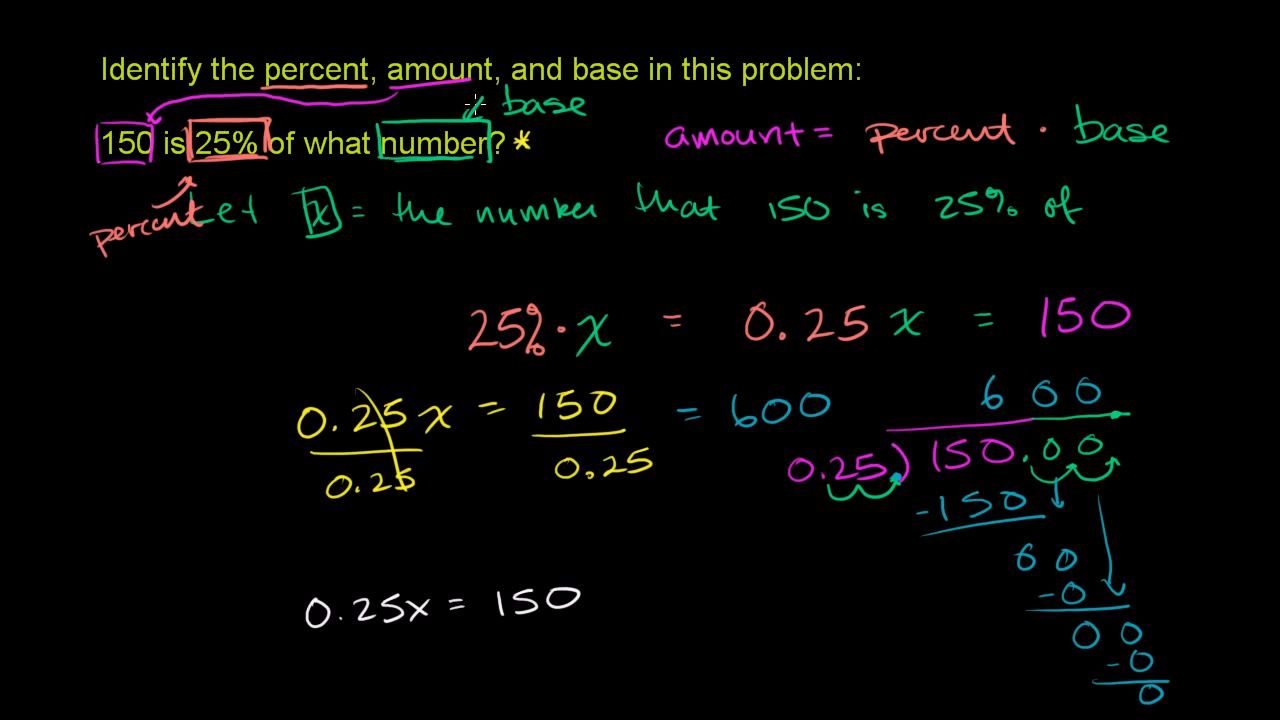 Identify the percent, amount, and base in this problem:
base
150 is 25% of what number? *
amount = percent · base
percent
Let x = the number that 150 is 25% of
25% · x = 0.25x = 150
0.25x = 150 = 600
0.25 0.25
600
0.25)150.00
-150
60
-0
00
-0
0
0.25x = 150